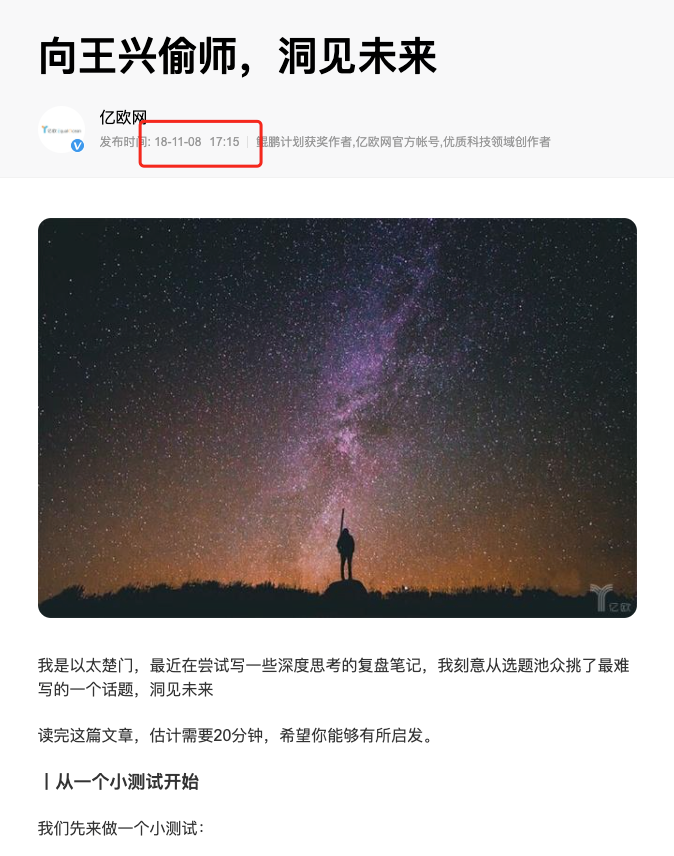 向王兴偷师，洞见未来
亿欧网
发布时间: 18-11-08 17:15 鲲鹏计划获奖作者,亿欧网官方帐号,优质科技领域创作者
亿欧
我是以太楚门，最近在尝试写一些深度思考的复盘笔记，我刻意从选题池众挑了最难
写的一个话题，洞见未来
读完这篇文章，估计需要20分钟，希望你能够有所启发。
丨从一个小测试开始
我们先来做一个小测试：